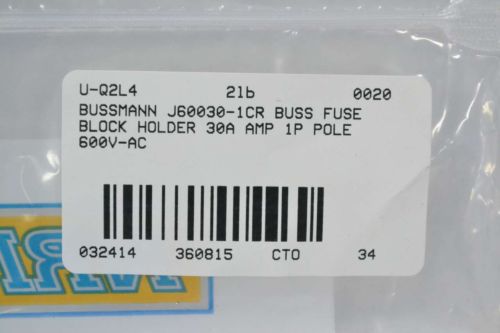 U-Q2L4 2lb 0020
BUSSMANN J60030-1CR BUSS FUSE
BLOCK HOLDER 30A AMP 1P POLE
600V-AC
032414 360815 CTO 34